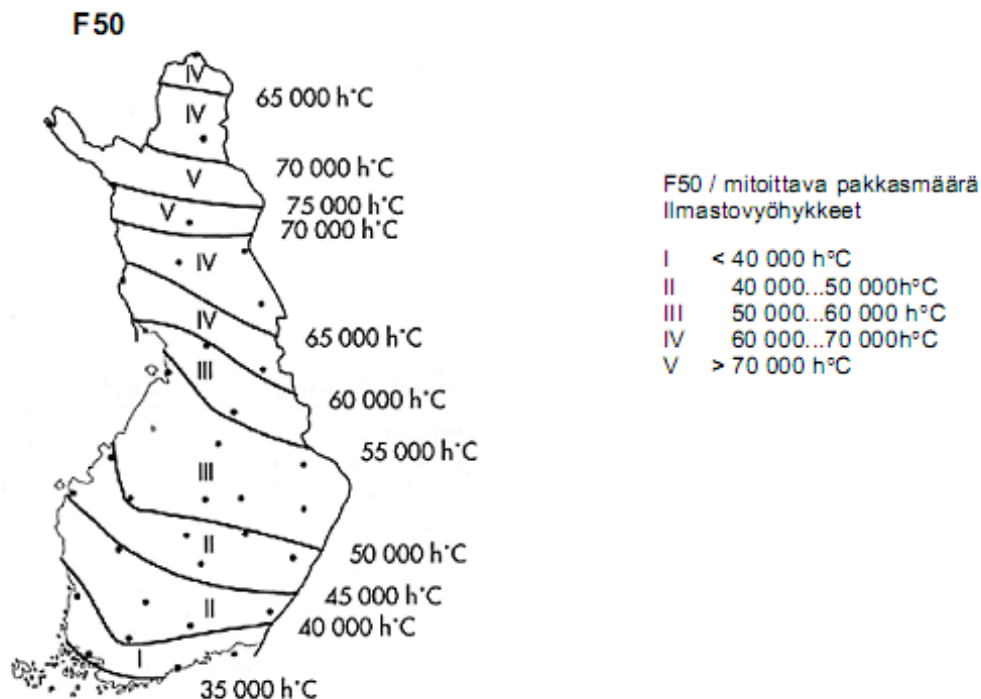 F50
IV
65 000 h°C
IV
70 000 h°C
V
75 000 h°C
V
70 000 h°C
IV
IV
65 000 h°C
III
60 000 h°C
55 000 h°C
III
II
50 000 h°C
45 000 h°C
II
40 000 h°C
I
35 000 h°C
F50 / mitoittava pakkasmäärä
Ilmastovyöhykkeet
I < 40 000 h°C
II 40 000...50 000h°C
III 50 000...60 000 h°C
IV 60 000...70 000h°C
V > 70 000 h°C